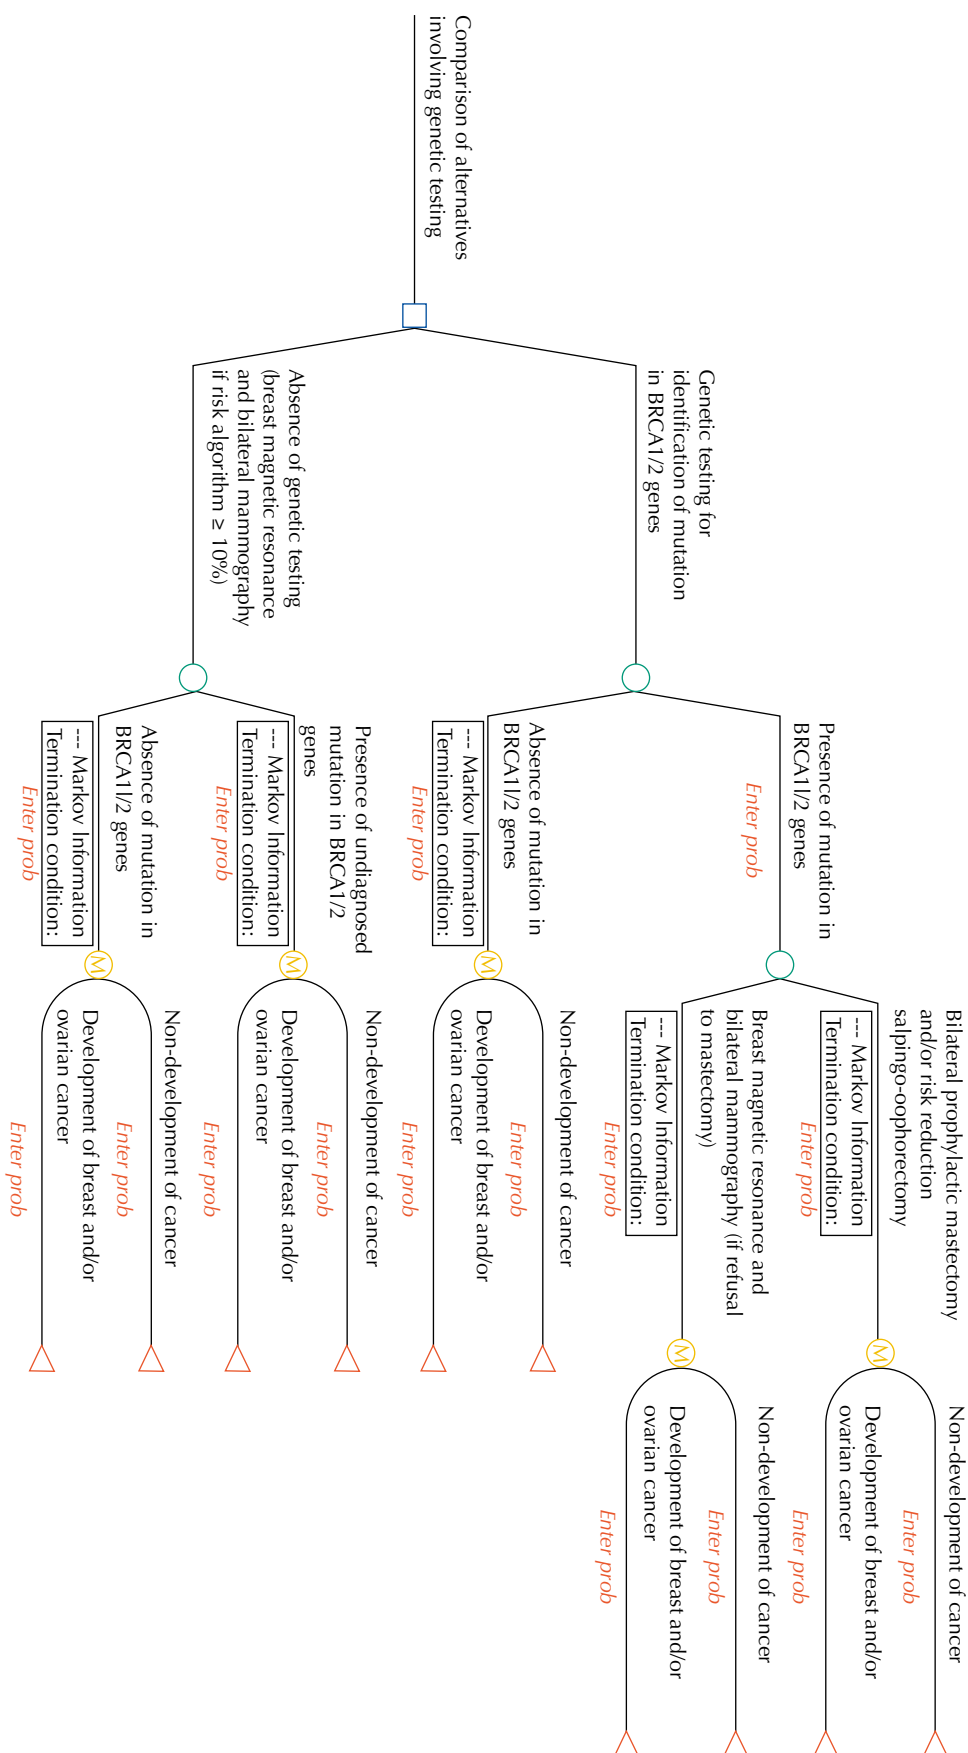 Comparison of alternatives
involving genetic testing
Genetic testing for
identification of mutation
in BRCA1/2 genes
Presence of mutation in
BRCA1I/2 genes
Enter prob
Bilateral prophylactic mastectomy
and/or risk reduction
salpingo-oophorectomy
--- Markov Information
Termination condition:
Enter prob
Non-development of cancer
Enter prob
Development of breast and/or
ovarian cancer
Enter prob
Breast magnetic resonance and
bilateral mammography (if refusal
to mastectomy)
--- Markov Information
Termination condition:
Enter prob
Non-development of cancer
Enter prob
Development of breast and/or
ovarian cancer
Enter prob
Absence of mutation in
BRCA1I/2 genes
--- Markov Information
Termination condition:
Enter prob
Non-development of cancer
Enter prob
Development of breast and/or
ovarian cancer
Enter prob
Absence of genetic testing
(breast magnetic resonance
and bilateral mammography
if risk algorithm ≥ 10%)
Presence of undiagnosed
mutation in BRCA1/2
genes
--- Markov Information
Termination condition:
Enter prob
Non-development of cancer
Enter prob
Development of breast and/or
ovarian cancer
Enter prob
Absence of mutation in
BRCA1I/2 genes
--- Markov Information
Termination condition:
Enter prob
Non-development of cancer
Enter prob
Development of breast and/or
ovarian cancer
Enter prob
M
M
M
M
M